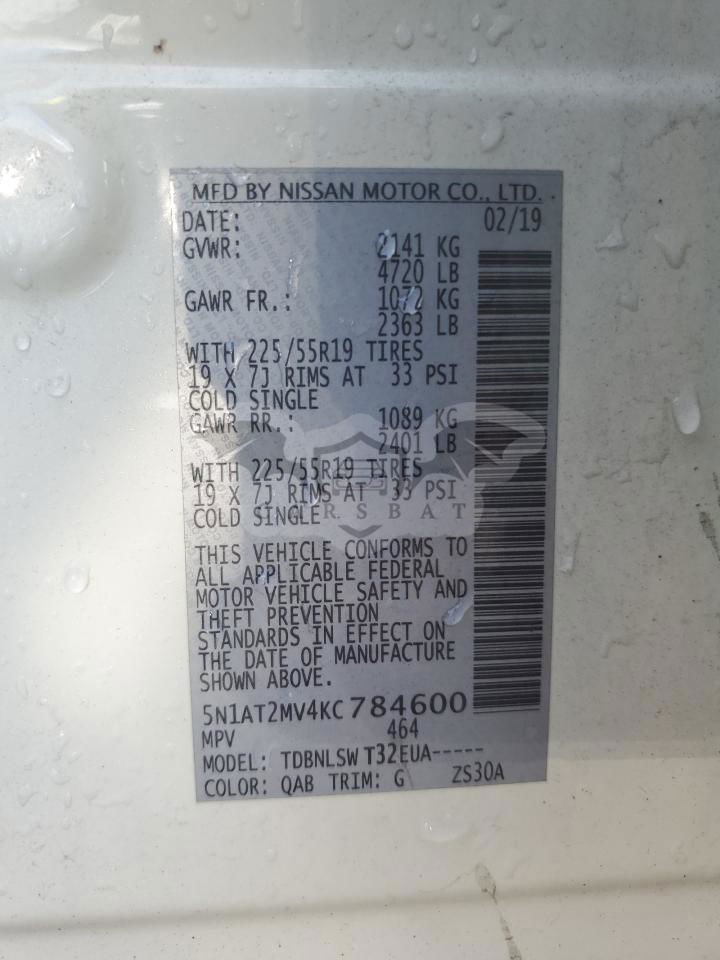 MFD BY NISSAN MOTOR CO., LTD.
DATE: 02/19
GVWR: 2141 KG
4720 LB
GAWR FR.: 1072 KG
2363 LB
WITH 225/55R19 TIRES
19 X 7J RIMS AT 33 PSI
COLD SINGLE
GAWR RR.: 1089 KG
2401 LB
WITH 225/55R19 TIRES
19 X 7J RIMS AT 33 PSI
COLD SINGLE
THIS VEHICLE CONFORMS TO
ALL APPLICABLE FEDERAL
MOTOR VEHICLE SAFETY AND
THEFT PREVENTION
STANDARDS IN EFFECT ON
THE DATE OF MANUFACTURE
SHOWN ABOVE.
5N1AT2MV4KC784600
MPV 464
MODEL: TDBNLSW T32EUA-----
COLOR: QAB TRIM: G ZS30A